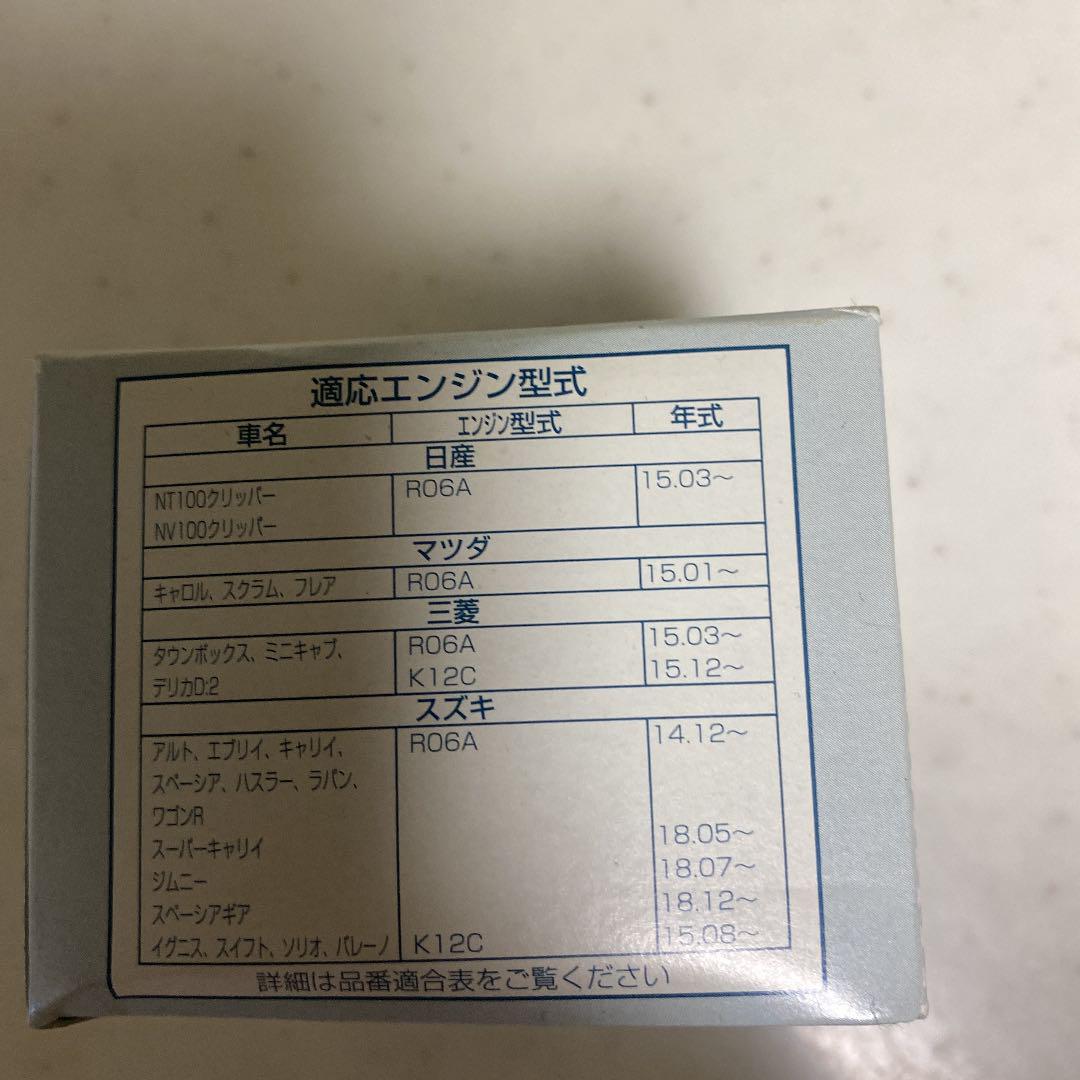 適応エンジン型式
車名 エンジン型式 年式
日産
NT100クリッパー R06A 15.03～
NV100クリッパー
マツダ
キャロル、スクラム、フレア R06A 15.01～
三菱
タウンボックス、ミニキャブ、 R06A 15.03～
デリカD:2 K12C 15.12～
スズキ
アルト、エブリイ、キャリイ、 R06A 14.12～
スペーシア、ハスラー、ラパン、
ワゴンR
スーパーキャリイ 18.05～
ジムニー 18.07～
スペーシアギア 18.12～
イグニス、スイフト、ソリオ、バレーノ K12C 15.08～
詳細は品番適合表をご覧ください